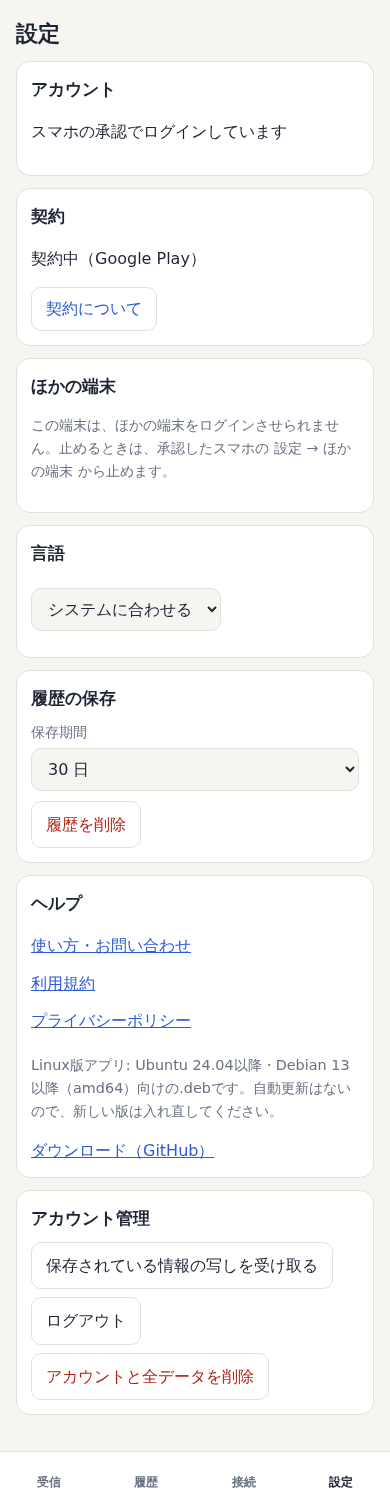 設定
アカウント
スマホの承認でログインしています
契約
契約中（Google Play）
契約について
ほかの端末
この端末は、ほかの端末をログインさせられませ
ん。止めるときは、承認したスマホの 設定 → ほか
の端末 から止めます。
言語
システムに合わせる
履歴の保存
保存期間
30 日
履歴を削除
ヘルプ
使い方・お問い合わせ
利用規約
プライバシーポリシー
Linux版アプリ: Ubuntu 24.04以降・Debian 13
以降（amd64）向けの.debです。自動更新はない
ので、新しい版は入れ直してください。
ダウンロード（GitHub）
アカウント管理
保存されている情報の写しを受け取る
ログアウト
アカウントと全データを削除
受信 履歴 接続 設定